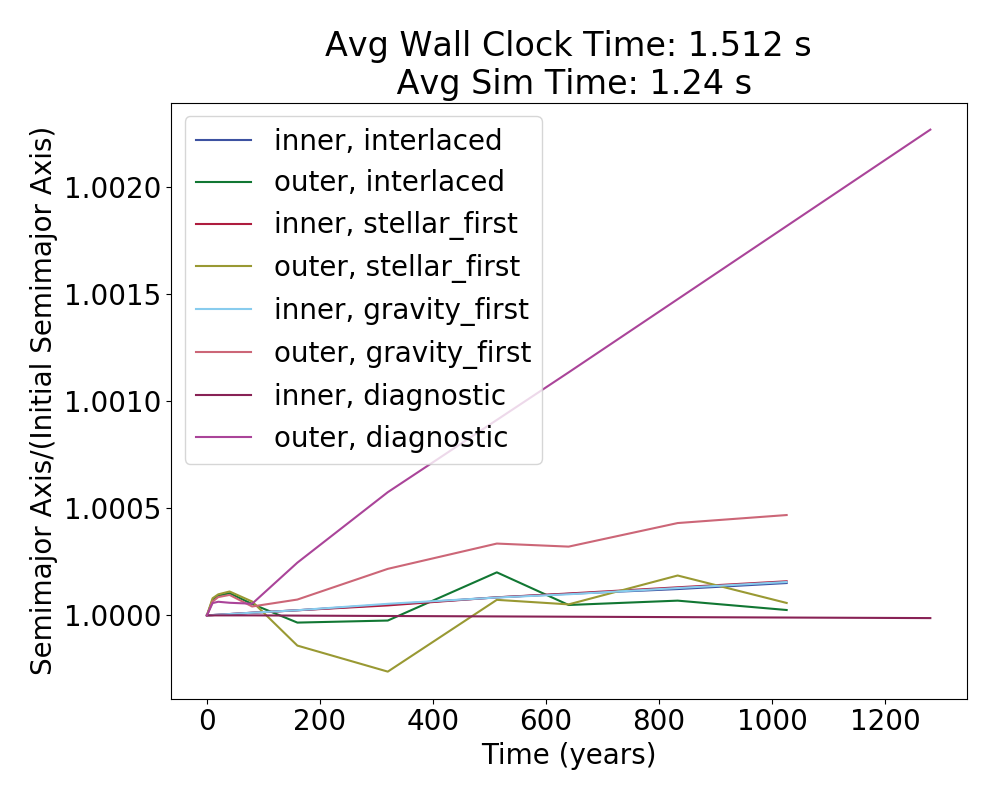 Avg Wall Clock Time: 1.512 s
Avg Sim Time: 1.24 s
Semimajor Axis/(Initial Semimajor Axis)
1.0020
1.0015
1.0010
1.0005
1.0000
inner, interlaced
outer, interlaced
inner, stellar_first
outer, stellar_first
inner, gravity_first
outer, gravity_first
inner, diagnostic
outer, diagnostic
0 200 400 600 800 1000 1200
Time (years)